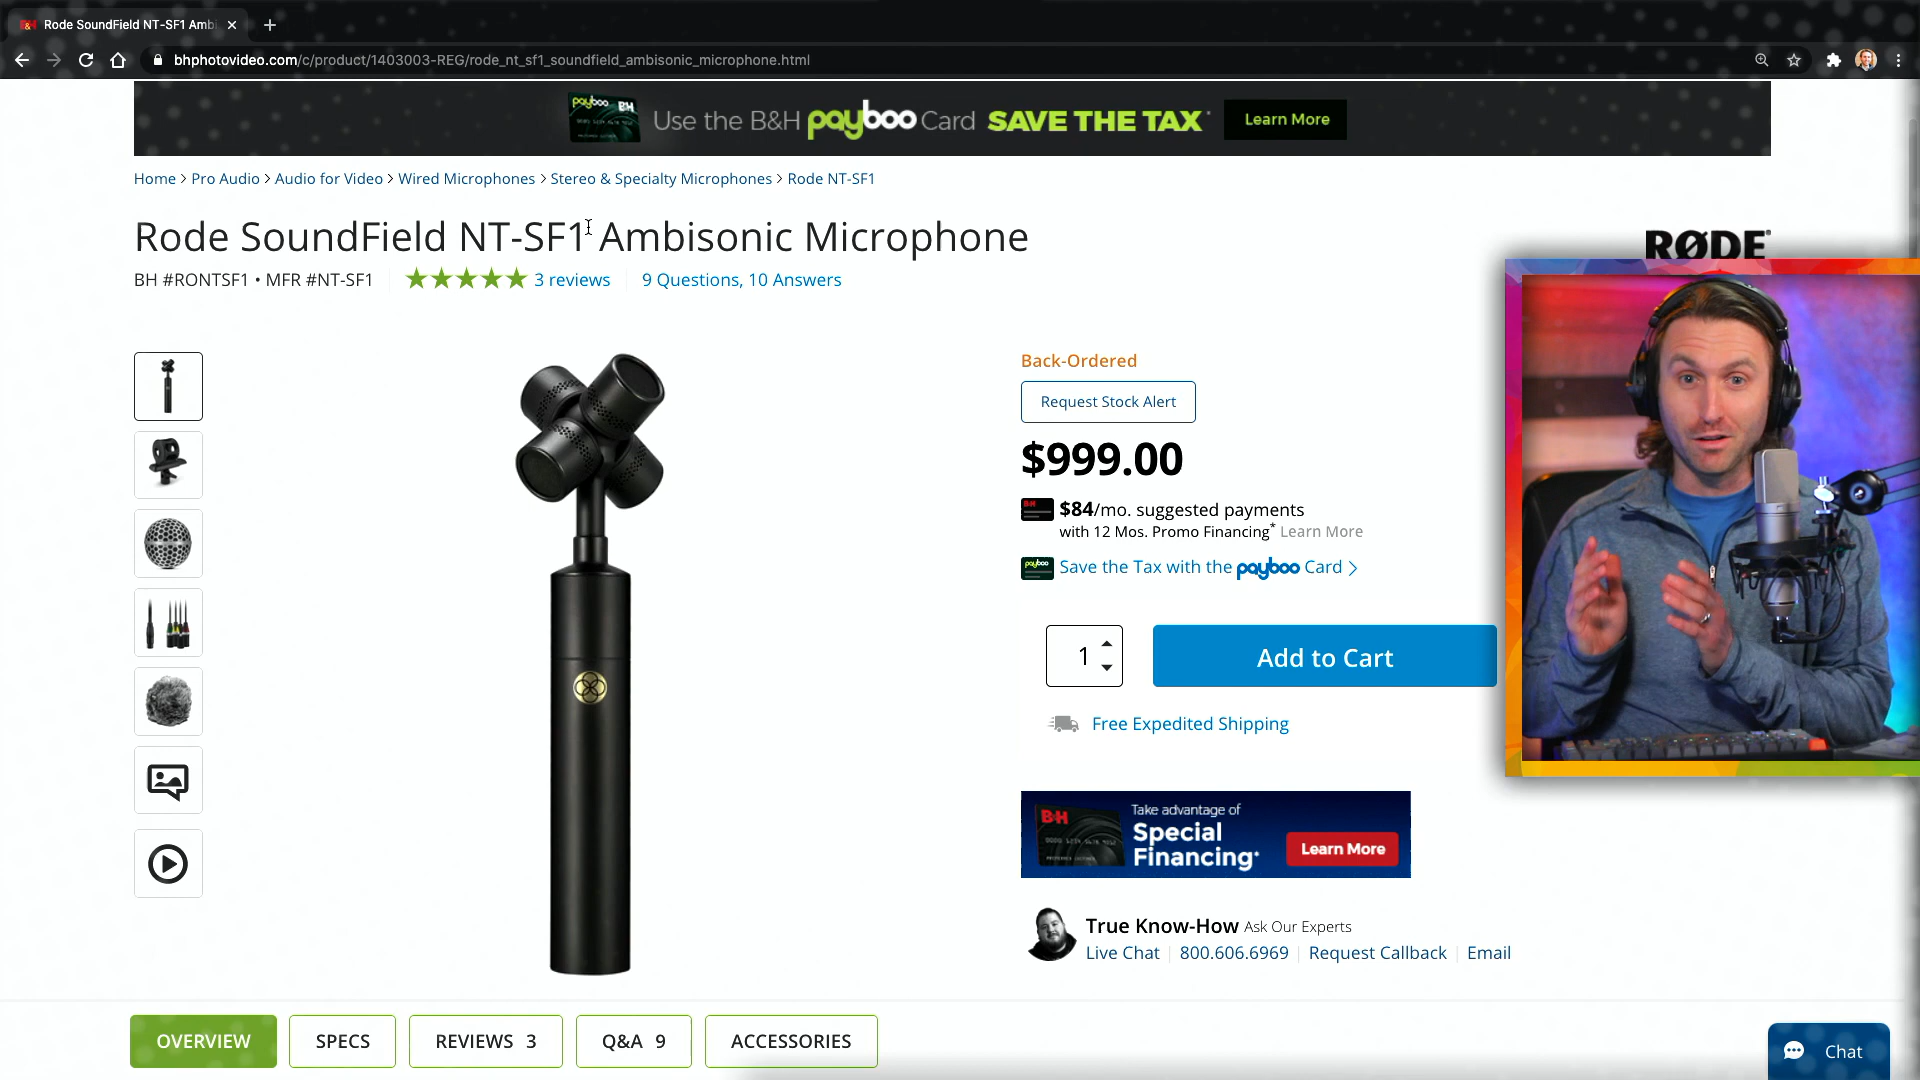 Rode SoundField NT-SF1 Ambi
bhphotovideo.com/c/product/1403003-REG/rode_nt_sf1_soundfield_ambisonic_microphone.html
payboo B&H Use the B&H payboo Card SAVE THE TAX* Learn More
Home > Pro Audio > Audio for Video > Wired Microphones > Stereo & Specialty Microphones > Rode NT-SF1
Rode SoundField NT-SF1 Ambisonic Microphone
RØDE®
BH #RONTSF1 • MFR #NT-SF1 3 reviews 9 Questions, 10 Answers
Back-Ordered
Request Stock Alert
$999.00
$84/mo. suggested payments
with 12 Mos. Promo Financing* Learn More
payboo Save the Tax with the payboo Card >
1 Add to Cart
Free Expedited Shipping
B&H Take advantage of
Special
Financing* Learn More
True Know-How Ask Our Experts
Live Chat | 800.606.6969 | Request Callback | Email
OVERVIEW SPECS REVIEWS 3 Q&A 9 ACCESSORIES
Chat